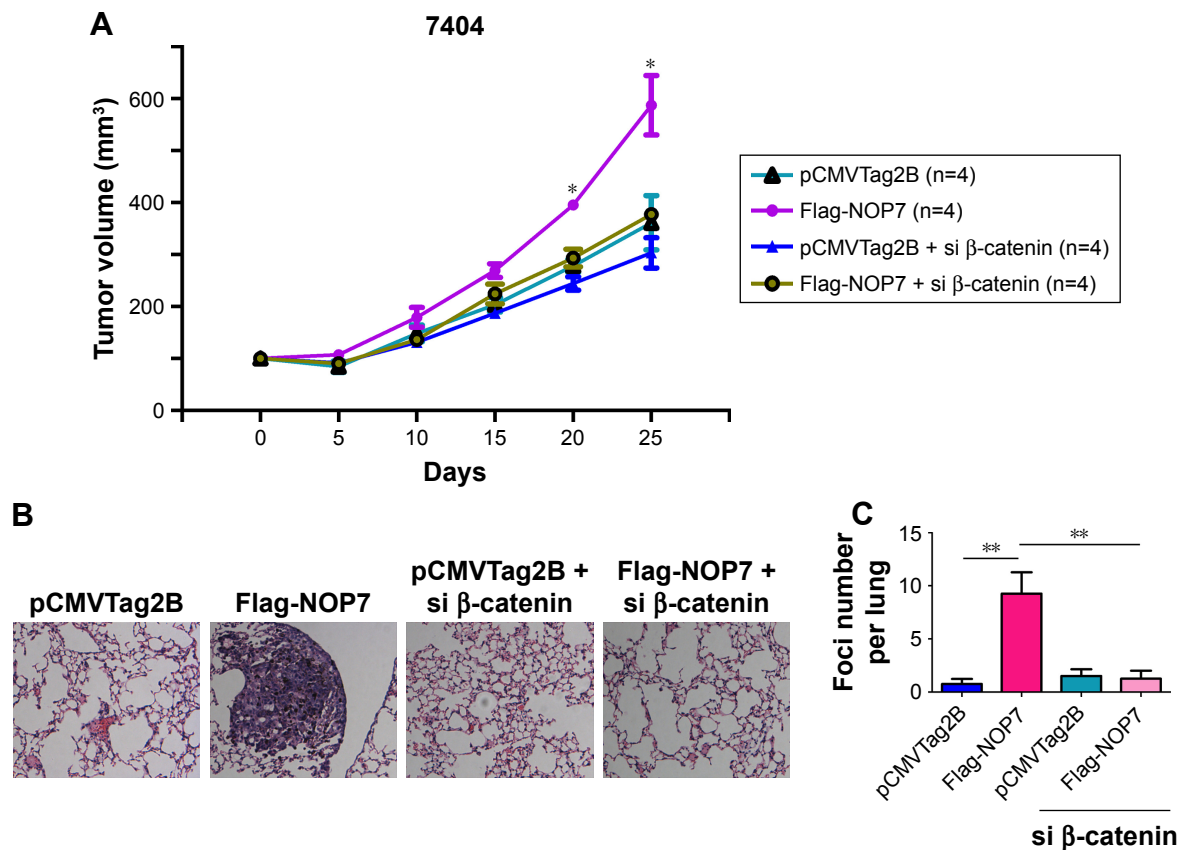 A
7404
Tumor volume (mm³)
600
400
200
0
0 5 10 15 20 25
Days
*
*
pCMVTag2B (n=4)
Flag-NOP7 (n=4)
pCMVTag2B + si β-catenin (n=4)
Flag-NOP7 + si β-catenin (n=4)
B
pCMVTag2B
Flag-NOP7
pCMVTag2B +
si β-catenin
Flag-NOP7 +
si β-catenin
C
Foci number
per lung
15
10
5
0
**
**
pCMVTag2B
Flag-NOP7
pCMVTag2B
Flag-NOP7
si β-catenin